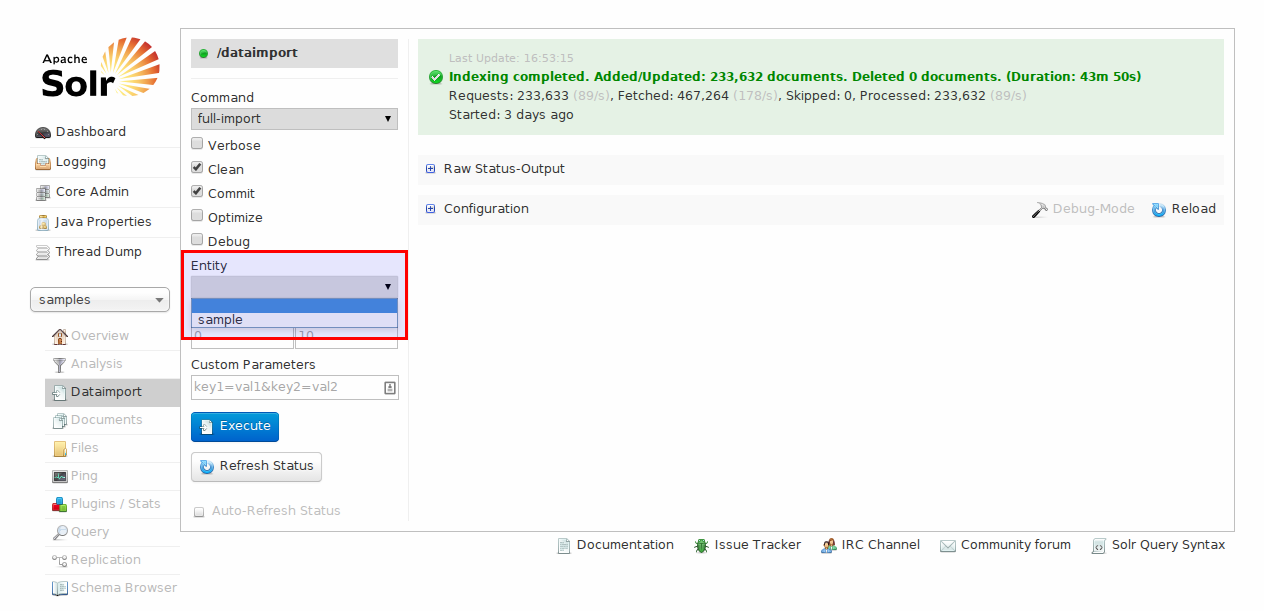 Apache
Solr
Dashboard
Logging
Core Admin
Java Properties
Thread Dump
samples
Overview
Analysis
Dataimport
Documents
Files
Ping
Plugins / Stats
Query
Replication
Schema Browser
/dataimport
Command
full-import
Verbose
Clean
Commit
Optimize
Debug
Entity
sample
0 10
Custom Parameters
key1=val1&key2=val2
Execute
Refresh Status
Auto-Refresh Status
Last Update: 16:53:15
Indexing completed. Added/Updated: 233,632 documents. Deleted 0 documents. (Duration: 43m 50s)
Requests: 233,633 (89/s), Fetched: 467,264 (178/s), Skipped: 0, Processed: 233,632 (89/s)
Started: 3 days ago
Raw Status-Output
Configuration Debug-Mode Reload
Documentation Issue Tracker IRC Channel Community forum Solr Query Syntax